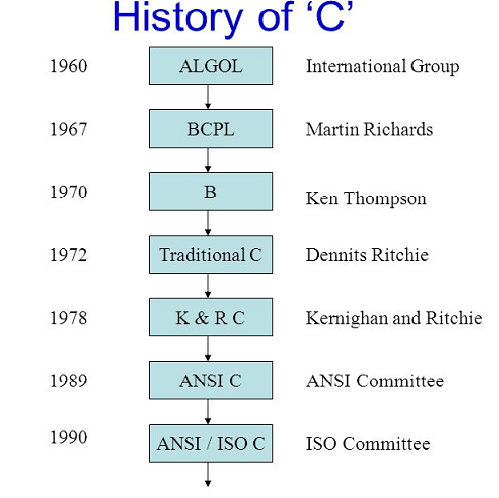 History of ‘C’
1960 ALGOL International Group
1967 BCPL Martin Richards
1970 B Ken Thompson
1972 Traditional C Dennits Ritchie
1978 K & R C Kernighan and Ritchie
1989 ANSI C ANSI Committee
1990 ANSI / ISO C ISO Committee